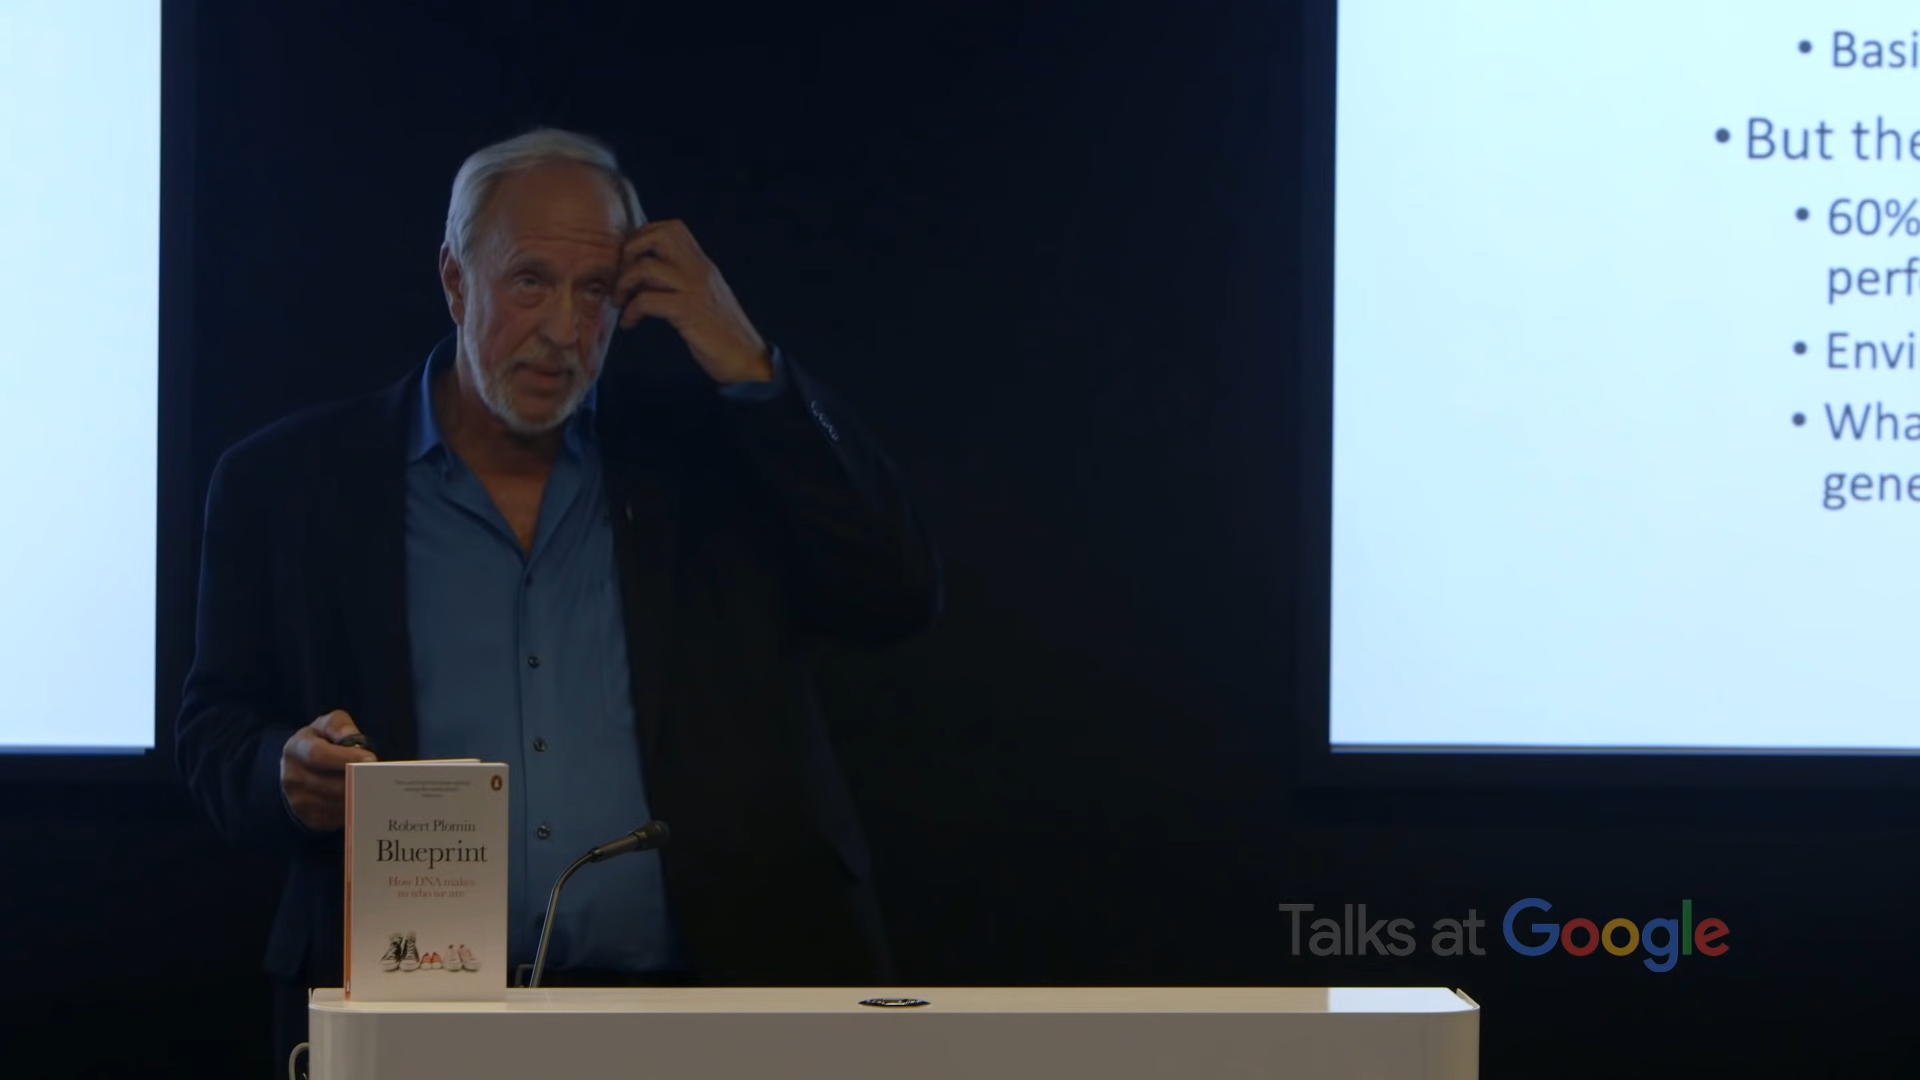 • Basi
• But the
• 60%
perfo
• Envi
• Wha
gene
Robert Plomin
Blueprint
How DNA makes
us who we are
Talks at Google